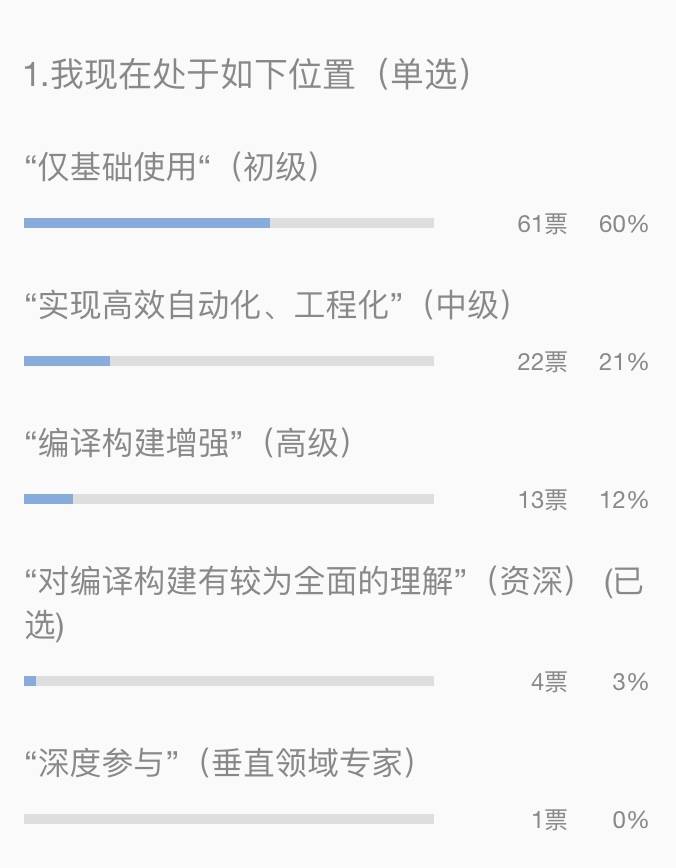 1.我现在处于如下位置（单选）
“仅基础使用“（初级）
61票 60%
“实现高效自动化、工程化”（中级）
22票 21%
“编译构建增强”（高级）
13票 12%
“对编译构建有较为全面的理解”（资深） (已
选)
4票 3%
“深度参与”（垂直领域专家）
1票 0%